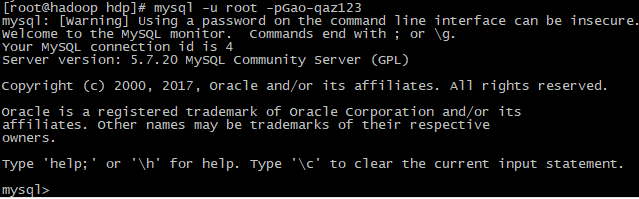 [root@hadoop hdp]# mysql -u root -pGao-qaz123
mysql: [Warning] Using a password on the command line interface can be insecure.
Welcome to the MySQL monitor.  Commands end with ; or \g.
Your MySQL connection id is 4
Server version: 5.7.20 MySQL Community Server (GPL)

Copyright (c) 2000, 2017, Oracle and/or its affiliates. All rights reserved.

Oracle is a registered trademark of Oracle Corporation and/or its
affiliates. Other names may be trademarks of their respective
owners.

Type 'help;' or '\h' for help. Type '\c' to clear the current input statement.

mysql>